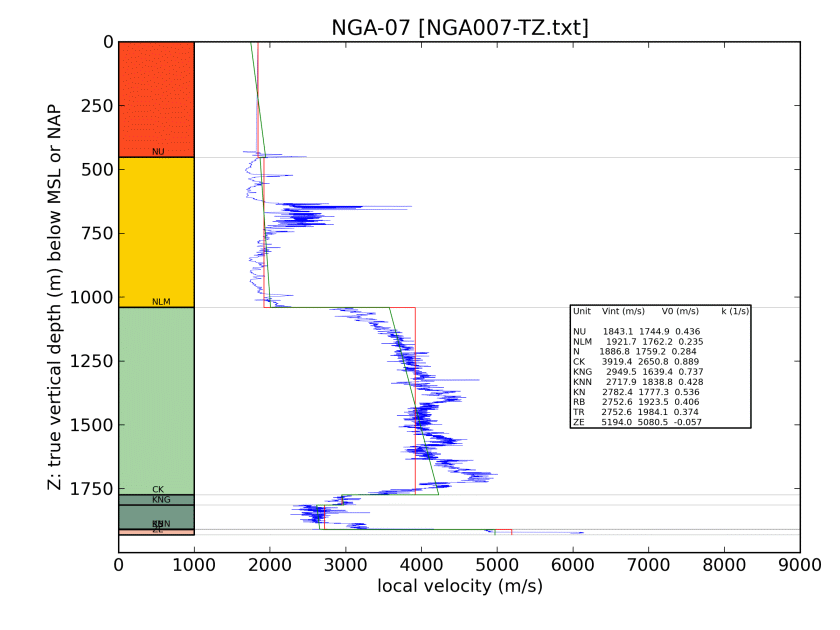 NGA-07 [NGA007-TZ.txt]
Z: true vertical depth (m) below MSL or NAP
0
250
500
750
1000
1250
1500
1750
NU
NLM
CK
KNG
KNN
ZE
Unit Vint (m/s) V0 (m/s) k (1/s)
NU 1843.1 1744.9 0.436
NLM 1921.7 1762.2 0.235
N 1886.8 1759.2 0.284
CK 3919.4 2650.8 0.889
KNG 2949.5 1639.4 0.737
KNN 2717.9 1838.8 0.428
KN 2782.4 1777.3 0.536
RB 2752.6 1923.5 0.406
TR 2752.6 1984.1 0.374
ZE 5194.0 5080.5 -0.057
0 1000 2000 3000 4000 5000 6000 7000 8000 9000
local velocity (m/s)